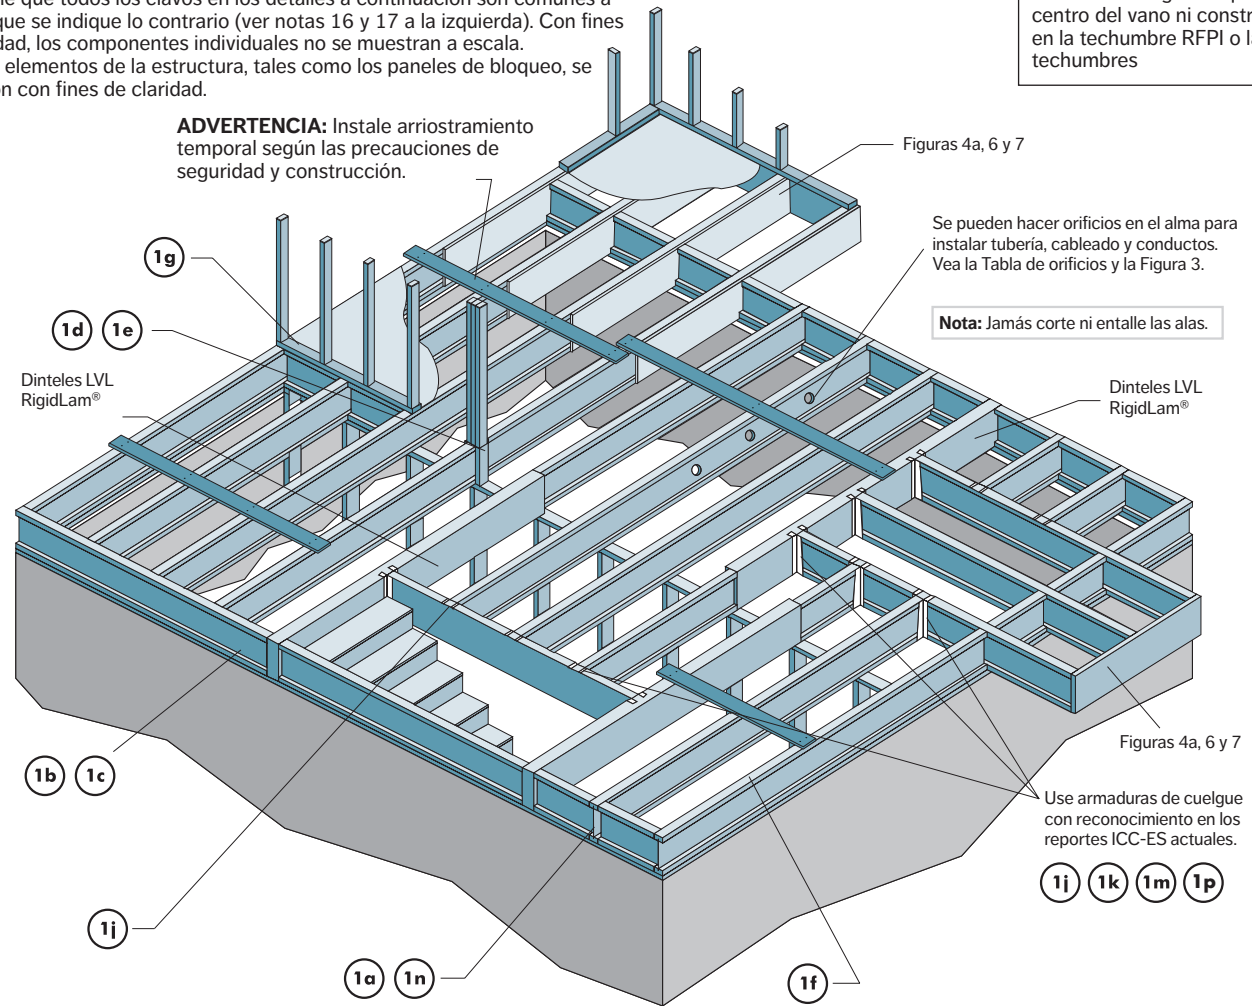 ne que todos los clavos en los detalles a continuación son comunes a
que se indique lo contrario (ver notas 16 y 17 a la izquierda). Con fines
dad, los componentes individuales no se muestran a escala.
elementos de la estructura, tales como los paneles de bloqueo, se
on con fines de claridad.
centro del vano ni constr
en la techumbre RFPI o la
techumbres
ADVERTENCIA: Instale arriostramiento
temporal según las precauciones de
seguridad y construcción.
Figuras 4a, 6 y 7
Se pueden hacer orificios en el alma para
instalar tubería, cableado y conductos.
Vea la Tabla de orificios y la Figura 3.
Nota: Jamás corte ni entalle las alas.
1g
1d 1e
Dinteles LVL
RigidLam®
Dinteles LVL
RigidLam®
1b 1c
Figuras 4a, 6 y 7
Use armaduras de cuelgue
con reconocimiento en los
reportes ICC-ES actuales.
1j 1k 1m 1p
1j
1a 1n
1f